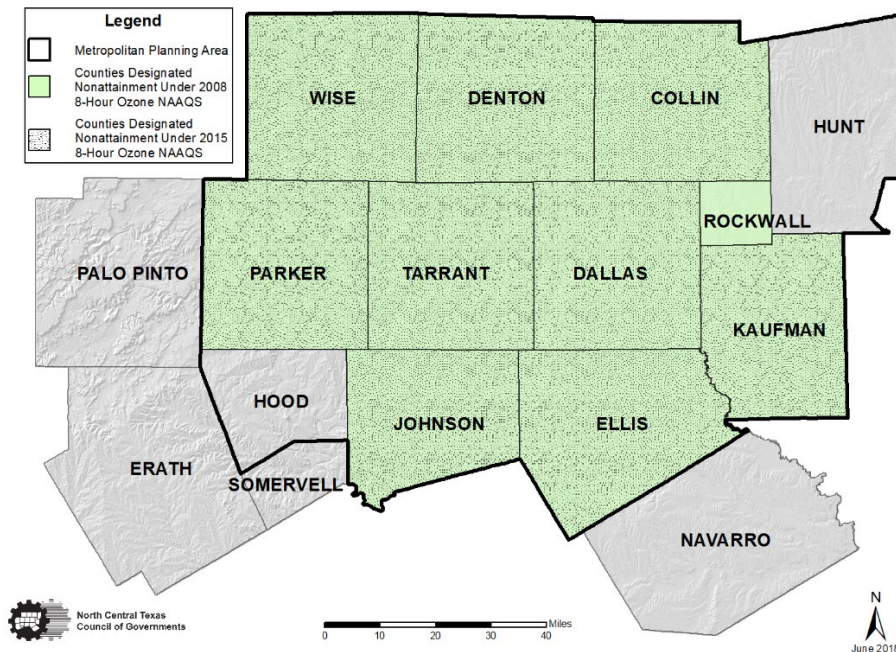 Legend
Metropolitan Planning Area
Counties Designated
Nonattainment Under 2008
8-Hour Ozone NAAQS
Counties Designated
Nonattainment Under 2015
8-Hour Ozone NAAQS
WISE
DENTON
COLLIN
HUNT
PALO PINTO
PARKER
TARRANT
DALLAS
ROCKWALL
KAUFMAN
HOOD
JOHNSON
ELLIS
ERATH
SOMERVELL
NAVARRO
North Central Texas
Council of Governments
Miles
0 10 20 30 40
N